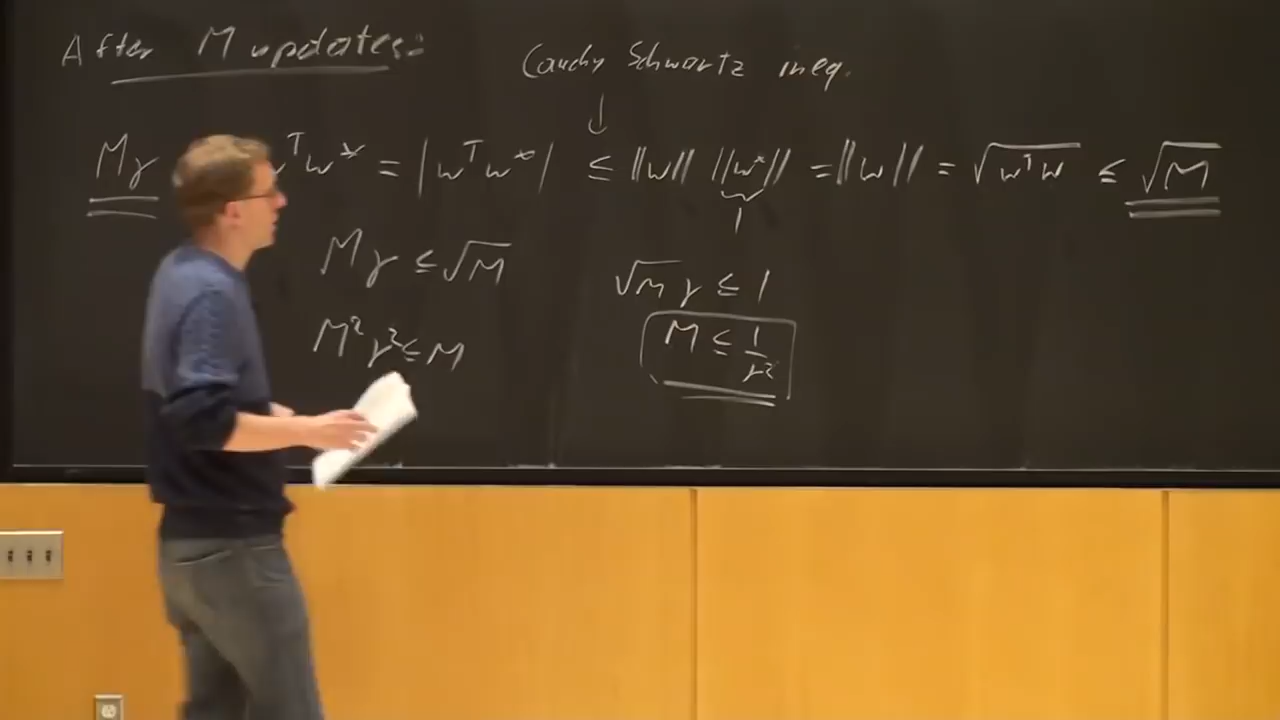 After M updates:
Cauchy Schwartz ineq.
↓
Mγ wᵀw* = |wᵀw*| ≤ ||w|| ||w*|| = ||w|| = √(wᵀw) ≤ √M
1
Mγ ≤ √M
√M γ ≤ 1
M²γ² ≤ M
M ≤ 1/γ²